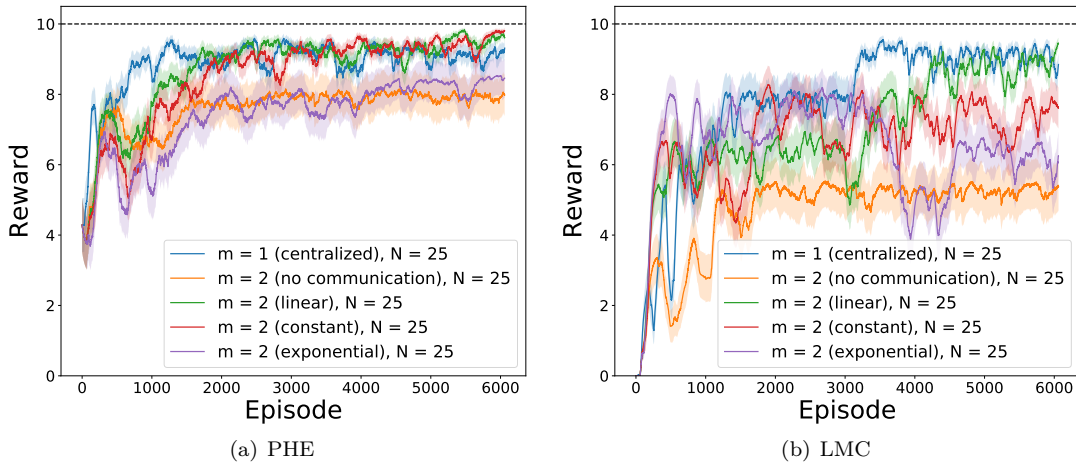 10
8
6
4
2
0
Reward
m = 1 (centralized), N = 25
m = 2 (no communication), N = 25
m = 2 (linear), N = 25
m = 2 (constant), N = 25
m = 2 (exponential), N = 25
0 1000 2000 3000 4000 5000 6000
Episode
(a) PHE
10
8
6
4
2
0
Reward
m = 1 (centralized), N = 25
m = 2 (no communication), N = 25
m = 2 (linear), N = 25
m = 2 (constant), N = 25
m = 2 (exponential), N = 25
0 1000 2000 3000 4000 5000 6000
Episode
(b) LMC